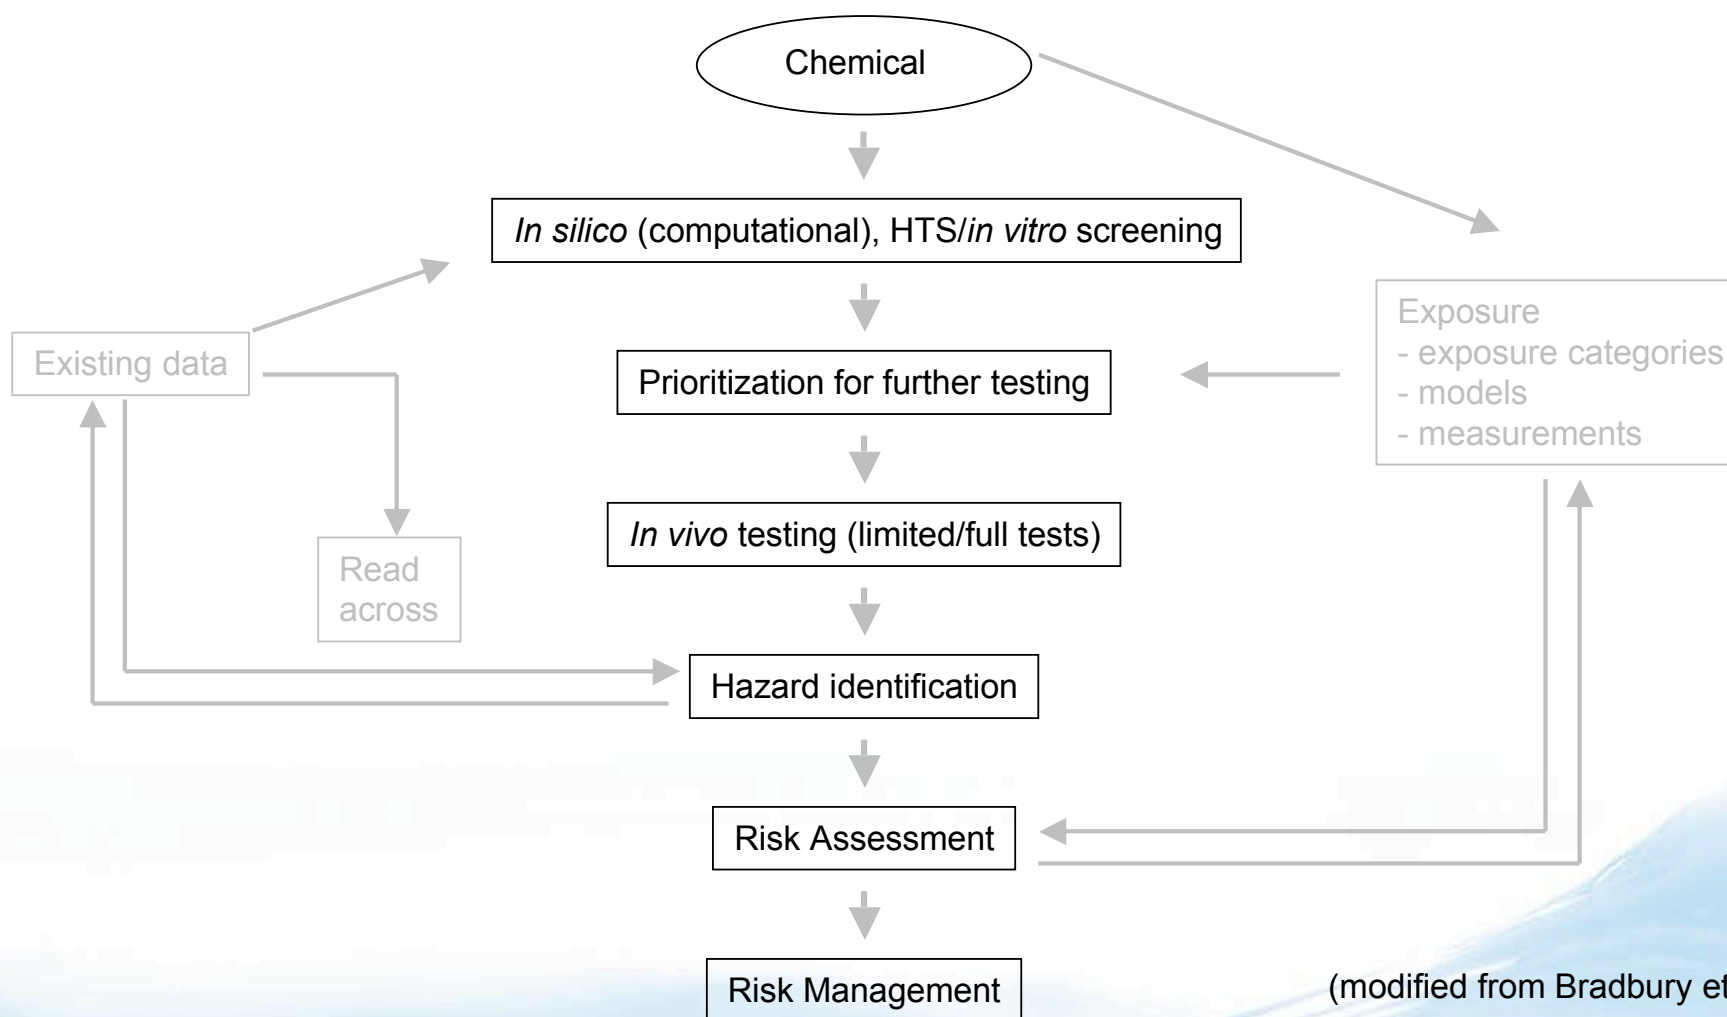 Chemical
In silico (computational), HTS/in vitro screening
Existing data
Exposure
- exposure categories
- models
- measurements
Prioritization for further testing
In vivo testing (limited/full tests)
Read
across
Hazard identification
Risk Assessment
Risk Management
(modified from Bradbury et